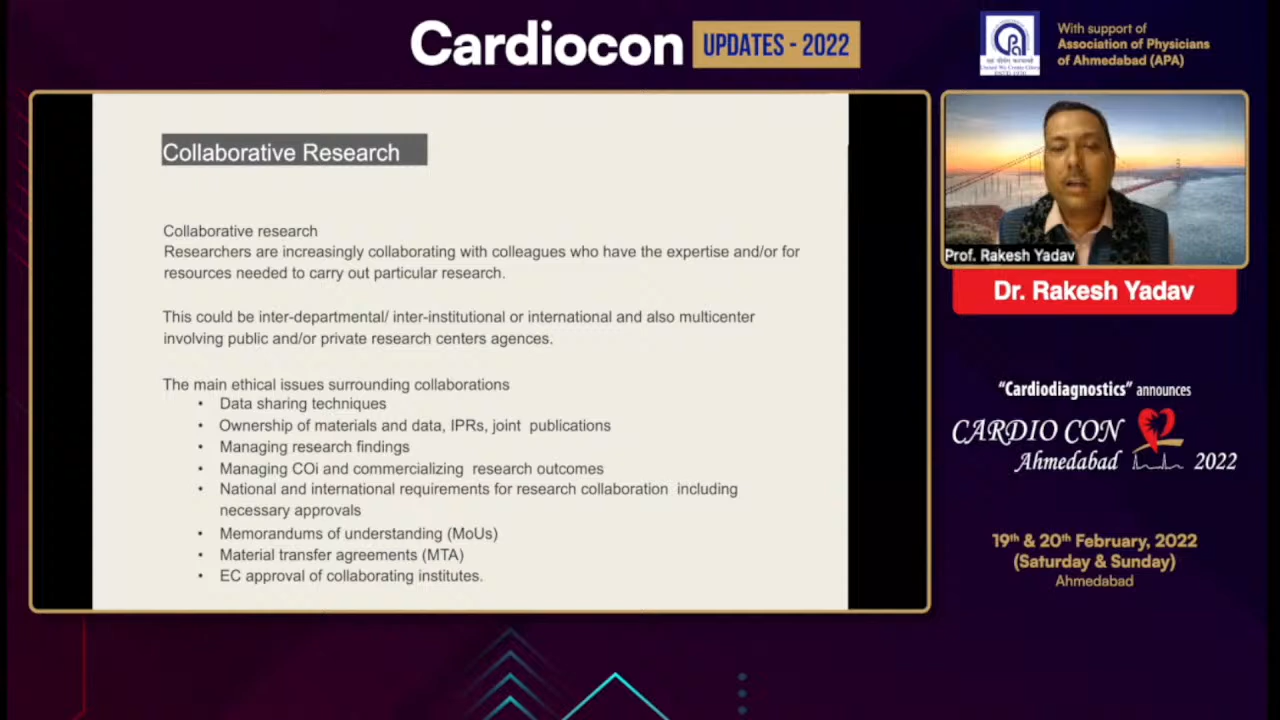 Cardiocon UPDATES - 2022
With support of
Association of Physicians
of Ahmedabad (APA)
Collaborative Research
Collaborative research
Researchers are increasingly collaborating with colleagues who have the expertise and/or for
resources needed to carry out particular research.
This could be inter-departmental/ inter-institutional or international and also multicenter
involving public and/or private research centers agences.
The main ethical issues surrounding collaborations
• Data sharing techniques
• Ownership of materials and data, IPRs, joint publications
• Managing research findings
• Managing COi and commercializing research outcomes
• National and international requirements for research collaboration including
necessary approvals
• Memorandums of understanding (MoUs)
• Material transfer agreements (MTA)
• EC approval of collaborating institutes.
Prof. Rakesh Yadav
Dr. Rakesh Yadav
“Cardiodiagnostics” announces
CARDIO CON
Ahmedabad 2022
19th & 20th February, 2022
(Saturday & Sunday)
Ahmedabad